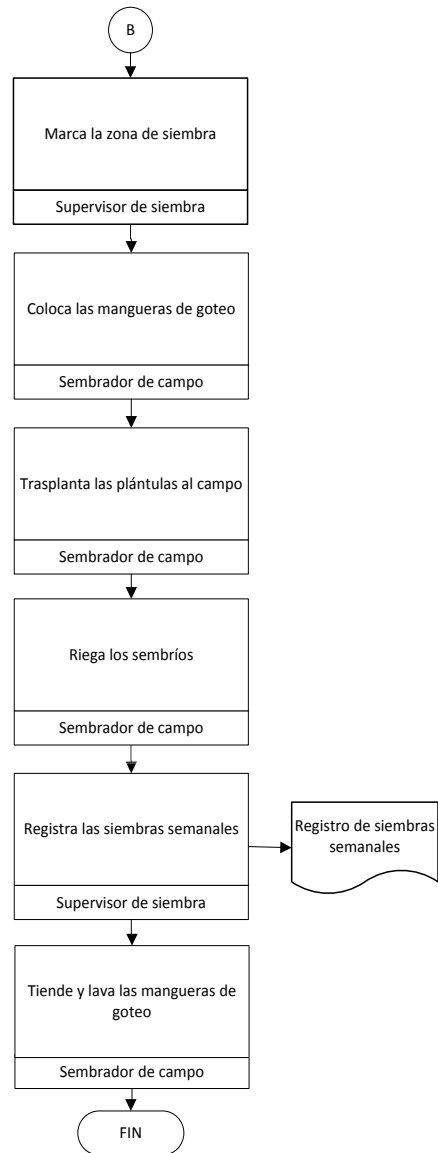 B
Marca la zona de siembra
Supervisor de siembra
Coloca las mangueras de goteo
Sembrador de campo
Trasplanta las plántulas al campo
Sembrador de campo
Riega los sembríos
Sembrador de campo
Registra las siembras semanales
Registro de siembras
semanales
Supervisor de siembra
Tiende y lava las mangueras de
goteo
Sembrador de campo
FIN